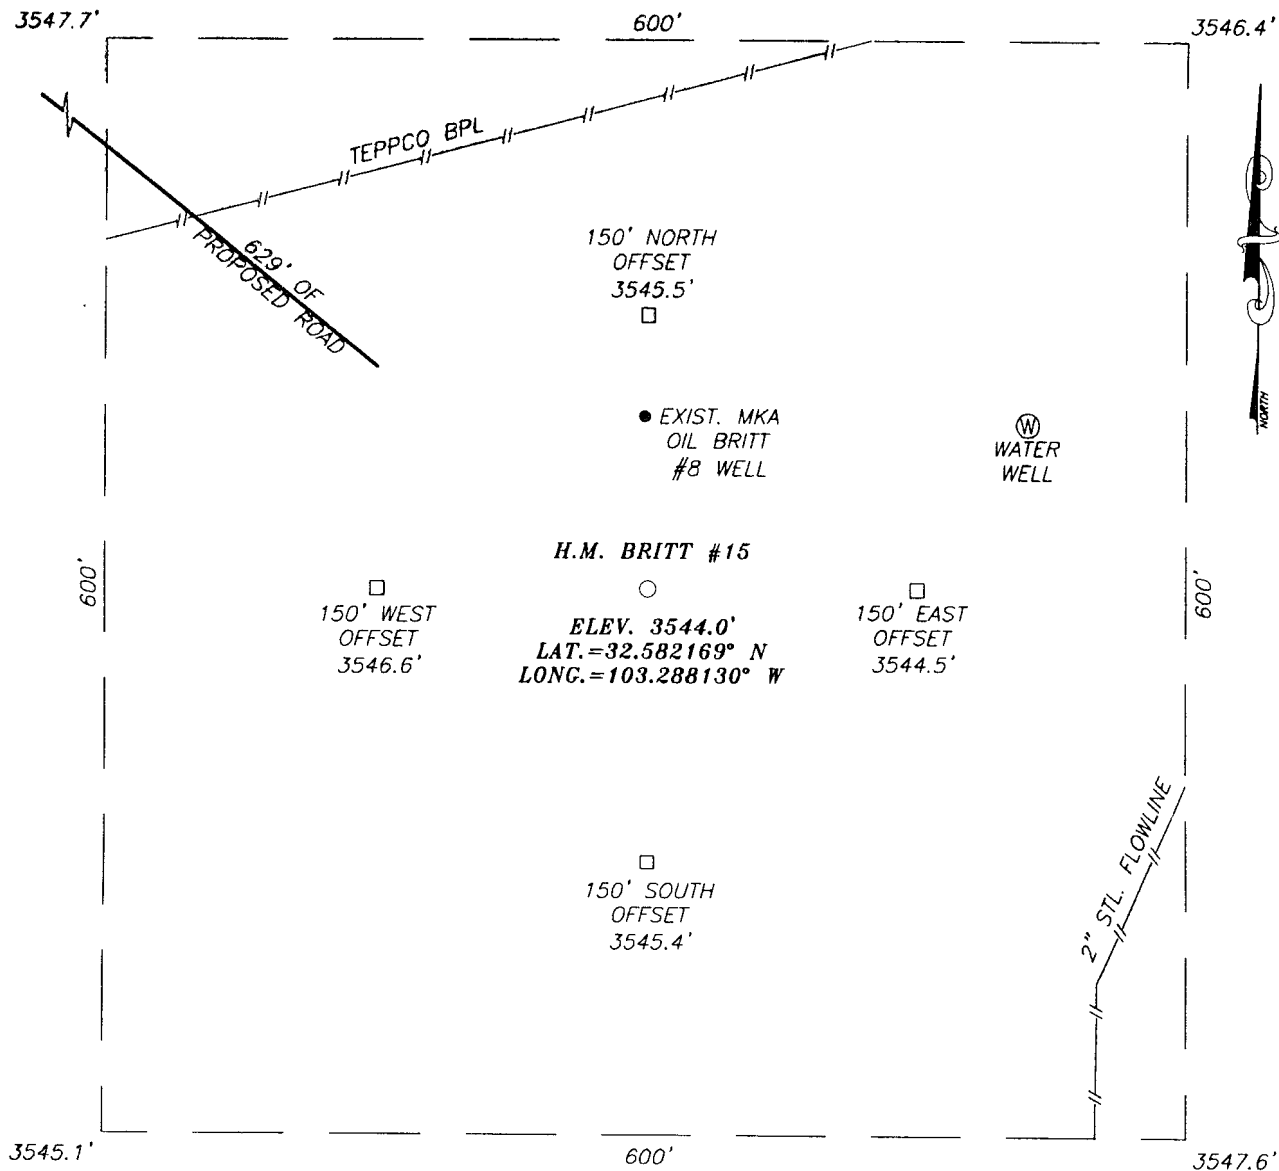 3547.7'
600'
3546.4'
TEPPCO BPL
629' OF
PROPOSED ROAD
150' NORTH
OFFSET
3545.5'
NORTH
EXIST. MKA
OIL BRITT
#8 WELL
W
WATER
WELL
H.M. BRITT #15
600'
600'
150' WEST
OFFSET
3546.6'
ELEV. 3544.0'
LAT.=32.582169° N
LONG.=103.288130° W
150' EAST
OFFSET
3544.5'
2" STL. FLOWLINE
150' SOUTH
OFFSET
3545.4'
3545.1'
600'
3547.6'